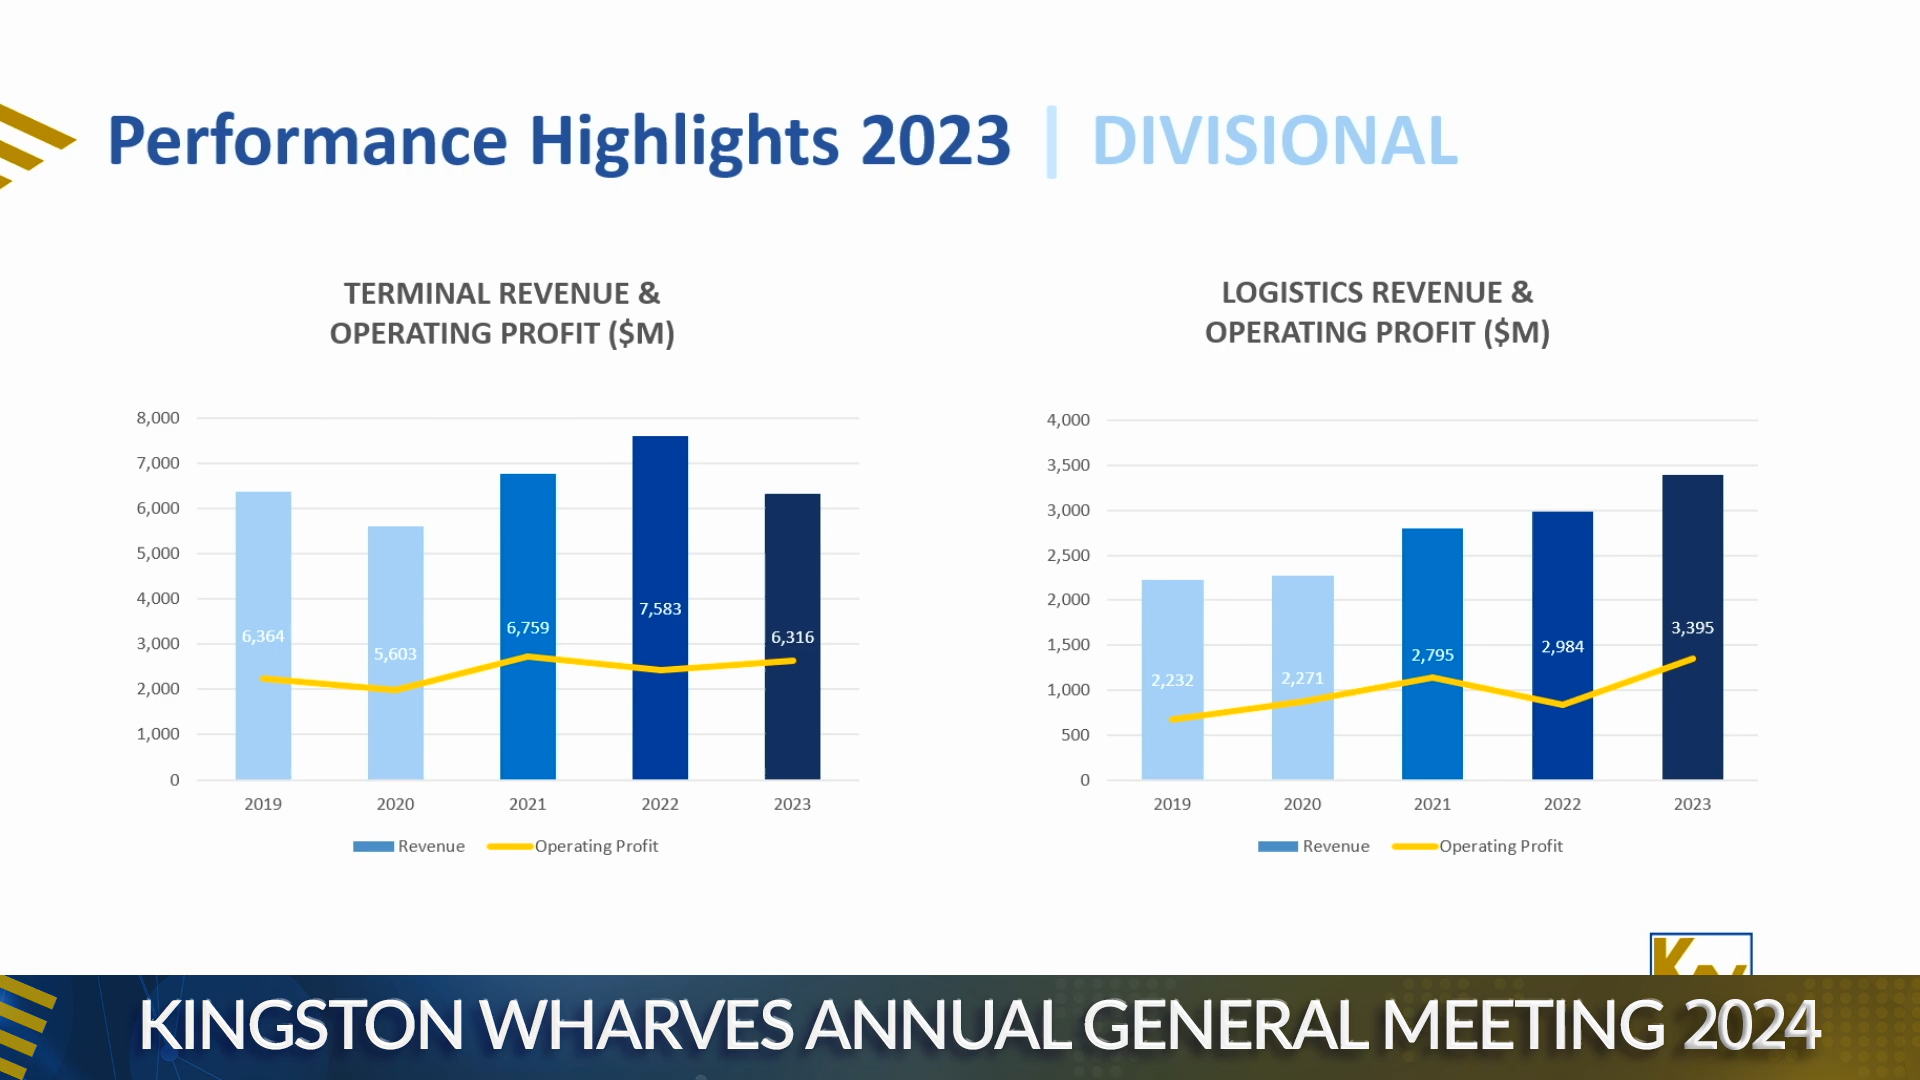 Performance Highlights 2023 | DIVISIONAL
TERMINAL REVENUE &
OPERATING PROFIT ($M)
8,000
7,000
6,000
5,000
4,000
3,000
2,000
1,000
0
6,364
5,603
6,759
7,583
6,316
2019 2020 2021 2022 2023
Revenue Operating Profit
LOGISTICS REVENUE &
OPERATING PROFIT ($M)
4,000
3,500
3,000
2,500
2,000
1,500
1,000
500
0
2,232
2,271
2,795
2,984
3,395
2019 2020 2021 2022 2023
Revenue Operating Profit
KINGSTON WHARVES ANNUAL GENERAL MEETING 2024